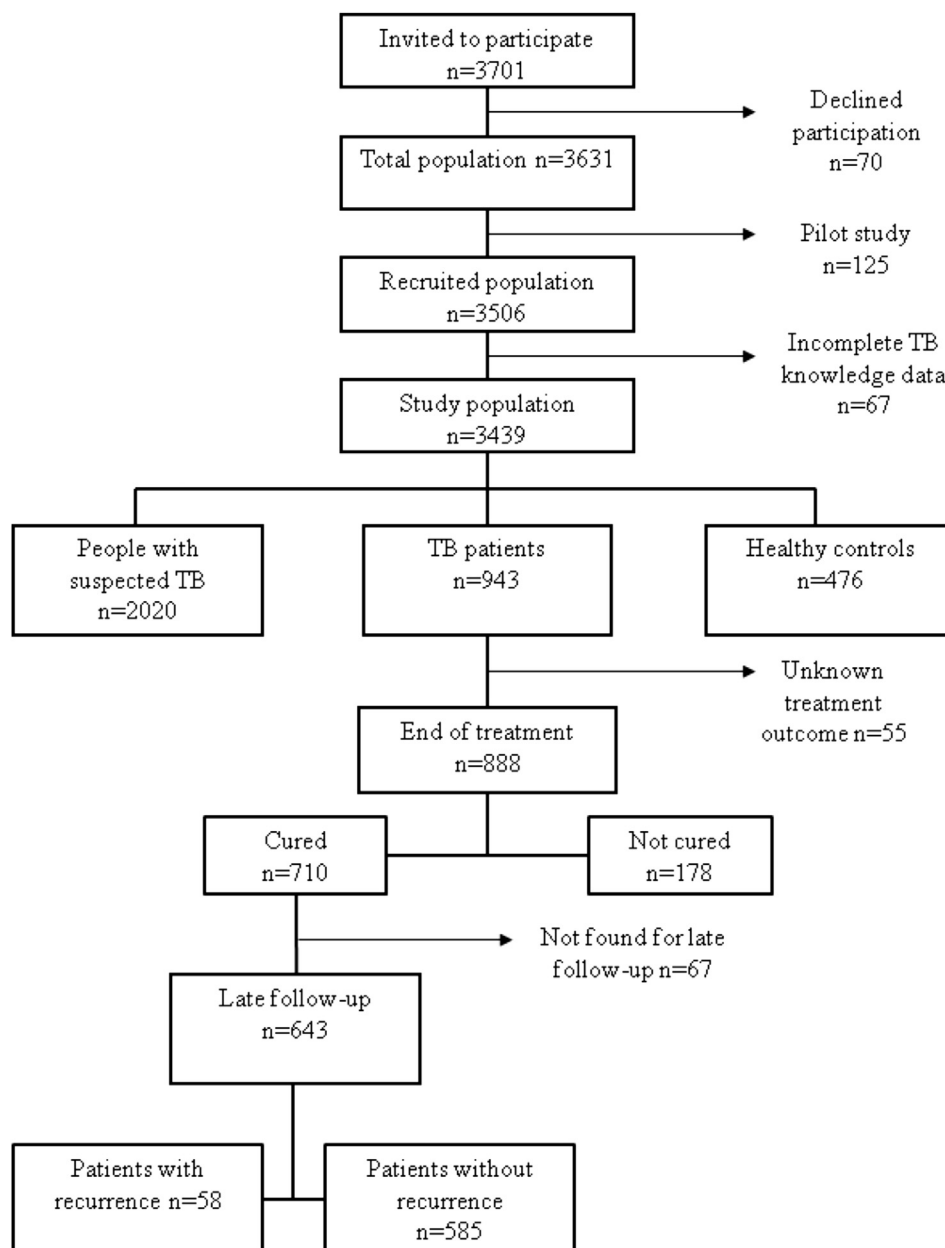 Invited to participate
n=3701
Declined
participation
n=70
Total population n=3631
Pilot study
n=125
Recruited population
n=3506
Incomplete TB
knowledge data
n=67
Study population
n=3439
People with
suspected TB
n=2020
TB patients
n=943
Healthy controls
n=476
Unknown
treatment
outcome n=55
End of treatment
n=888
Cured
n=710
Not cured
n=178
Not found for late
follow-up n=67
Late follow-up
n=643
Patients with
recurrence n=58
Patients without
recurrence
n=585